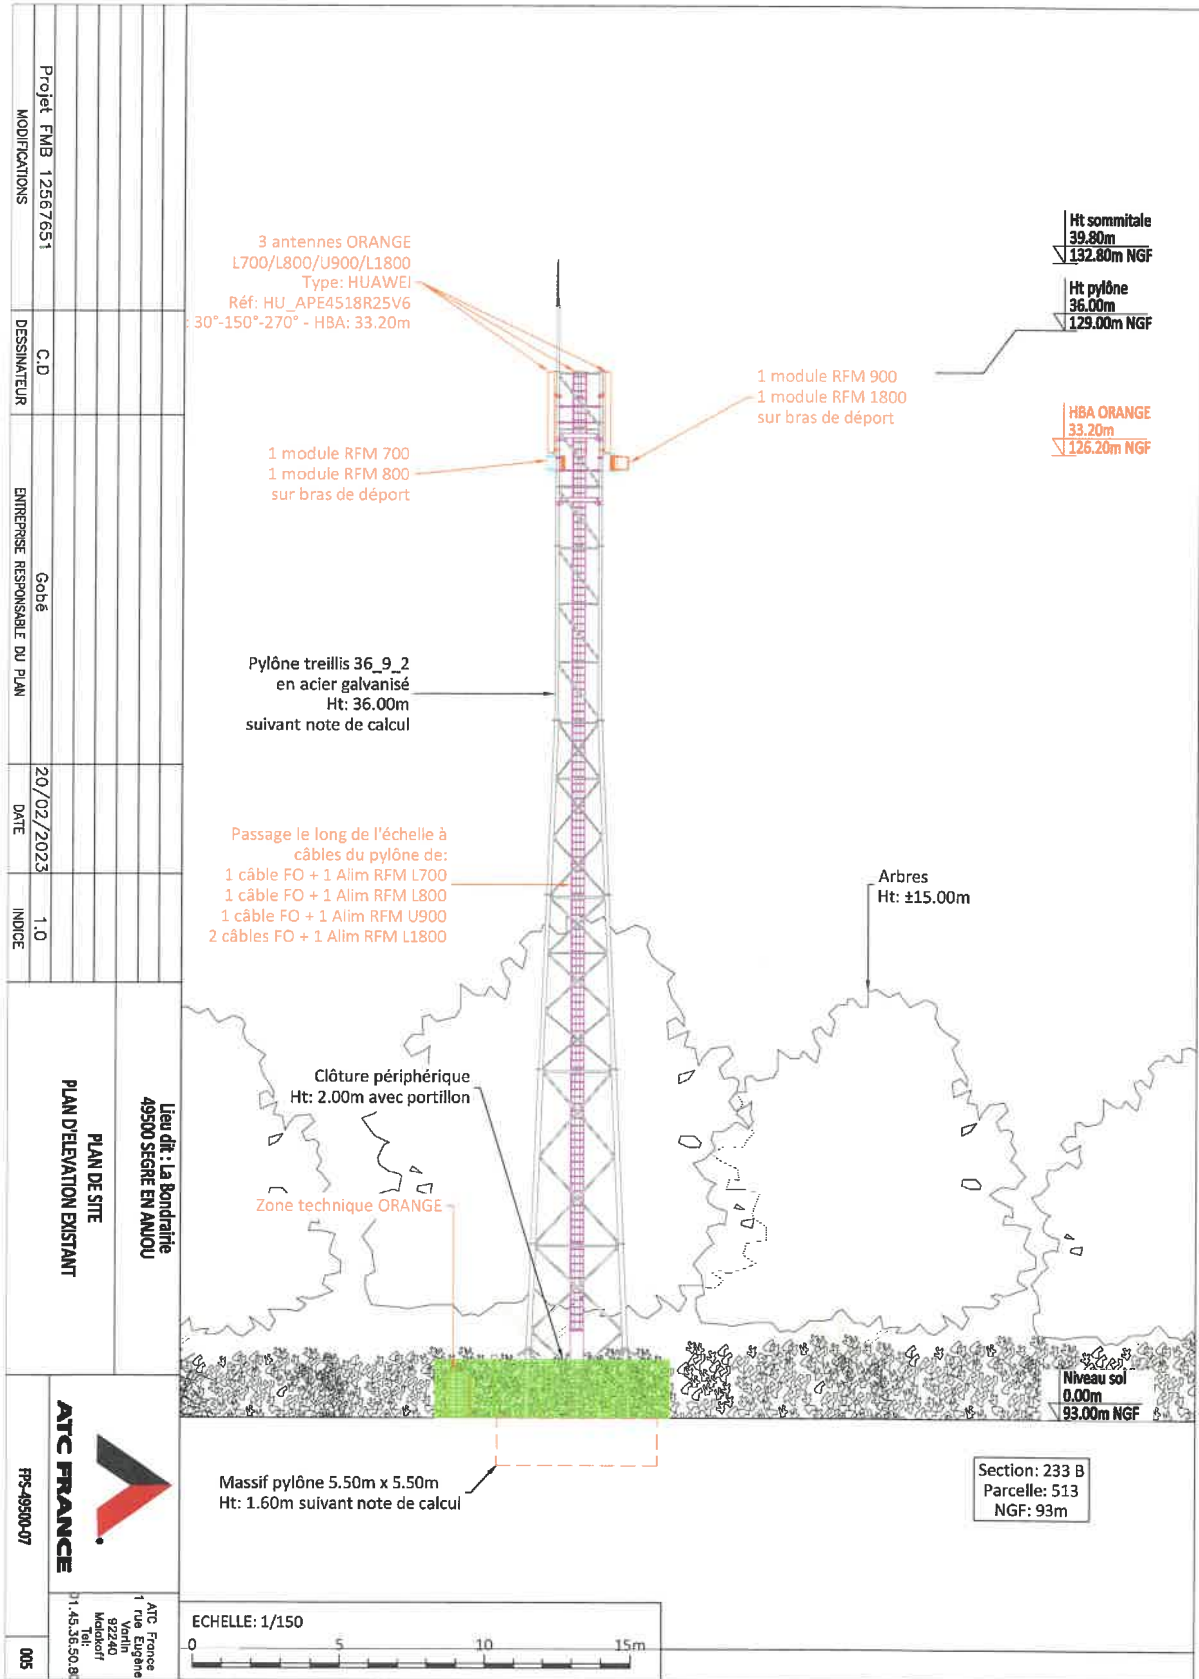 Ht sommitale
39.80m
132.80m NGF
Ht pylône
36.00m
129.00m NGF
HBA ORANGE
33.20m
126.20m NGF
3 antennes ORANGE
L700/L800/U900/L1800
Type: HUAWEI
Réf: HU_APE4518R25V6
: 30°-150°-270° - HBA: 33.20m
1 module RFM 900
1 module RFM 1800
sur bras de déport
1 module RFM 700
1 module RFM 800
sur bras de déport
Pylône treillis 36_9_2
en acier galvanisé
Ht: 36.00m
suivant note de calcul
Passage le long de l'échelle à
câbles du pylône de:
1 câble FO + 1 Alim RFM L700
1 câble FO + 1 Alim RFM L800
1 câble FO + 1 Alim RFM U900
2 câbles FO + 1 Alim RFM L1800
Arbres
Ht: ±15.00m
Clôture périphérique
Ht: 2.00m avec portillon
Zone technique ORANGE
Niveau sol
0.00m
93.00m NGF
Massif pylône 5.50m x 5.50m
Ht: 1.60m suivant note de calcul
Section: 233 B
Parcelle: 513
NGF: 93m
ECHELLE: 1/150
0 5 10 15m
Projet FMB 12567651
C.D
Gobé
20/02/2023
1.0
MODIFICATIONS
DESSINATEUR
ENTREPRISE RESPONSABLE DU PLAN
DATE
INDICE
Lieu dit : La Bondrairie
49500 SEGRE EN ANJOU
PLAN DE SITE
PLAN D'ELEVATION EXISTANT
ATC FRANCE
ATC France
1 rue Eugène
Varlin
92240
Malakoff
Tel:
01.45.36.50.8
FPS-49500-07
005